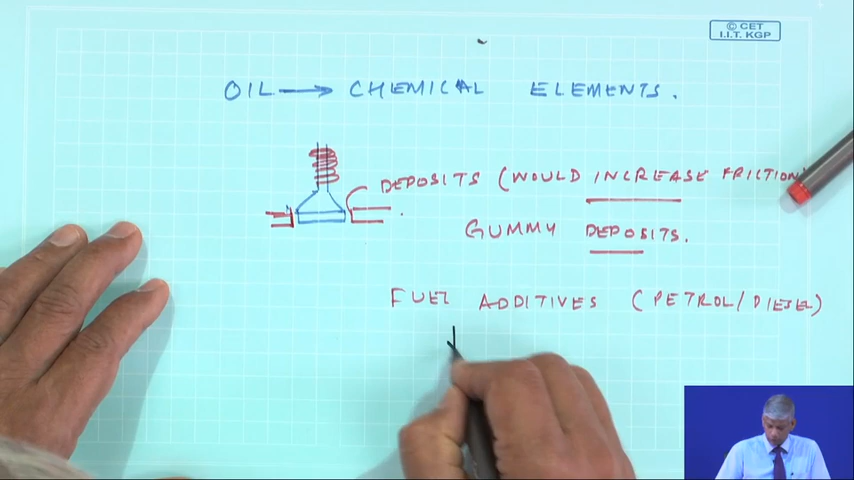 © CET
I.I.T. KGP
OIL → CHEMICAL ELEMENTS.
DEPOSITS (WOULD INCREASE FRICTION)
GUMMY DEPOSITS.
FUEL ADDITIVES (PETROL/DIESEL)